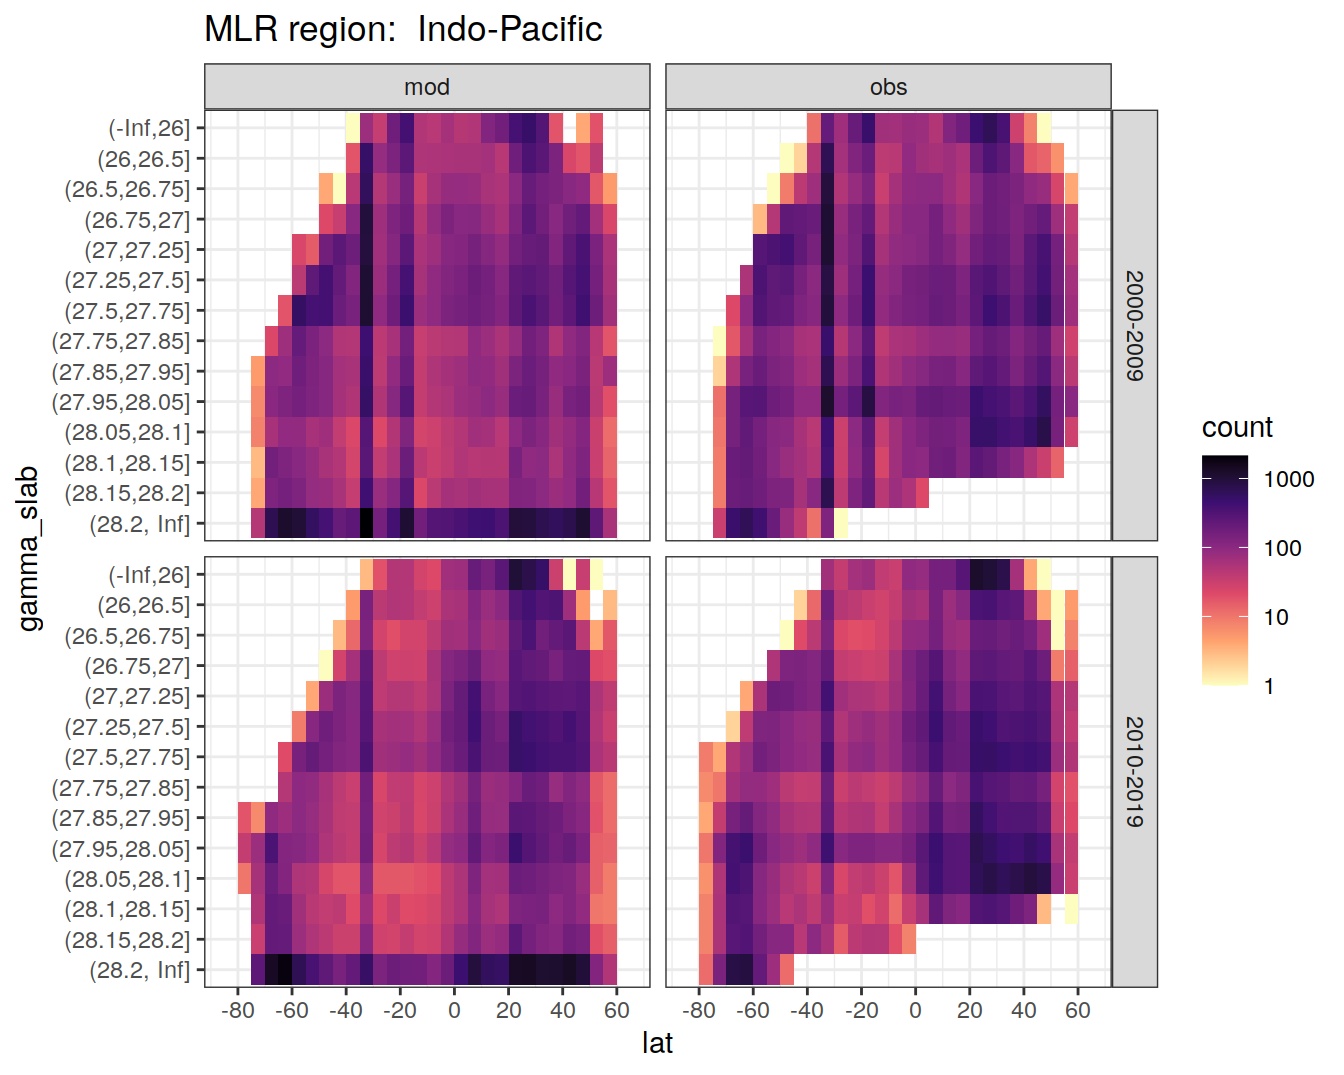 MLR region:  Indo-Pacific
mod
obs
(-Inf,26]
(26,26.5]
(26.5,26.75]
(26.75,27]
(27,27.25]
(27.25,27.5]
(27.5,27.75]
(27.75,27.85]
(27.85,27.95]
(27.95,28.05]
(28.05,28.1]
(28.1,28.15]
(28.15,28.2]
(28.2, Inf]
2000-2009
(-Inf,26]
(26,26.5]
(26.5,26.75]
(26.75,27]
(27,27.25]
(27.25,27.5]
(27.5,27.75]
(27.75,27.85]
(27.85,27.95]
(27.95,28.05]
(28.05,28.1]
(28.1,28.15]
(28.15,28.2]
(28.2, Inf]
2010-2019
gamma_slab
-80 -60 -40 -20 0 20 40 60
-80 -60 -40 -20 0 20 40 60
lat
count
1000
100
10
1